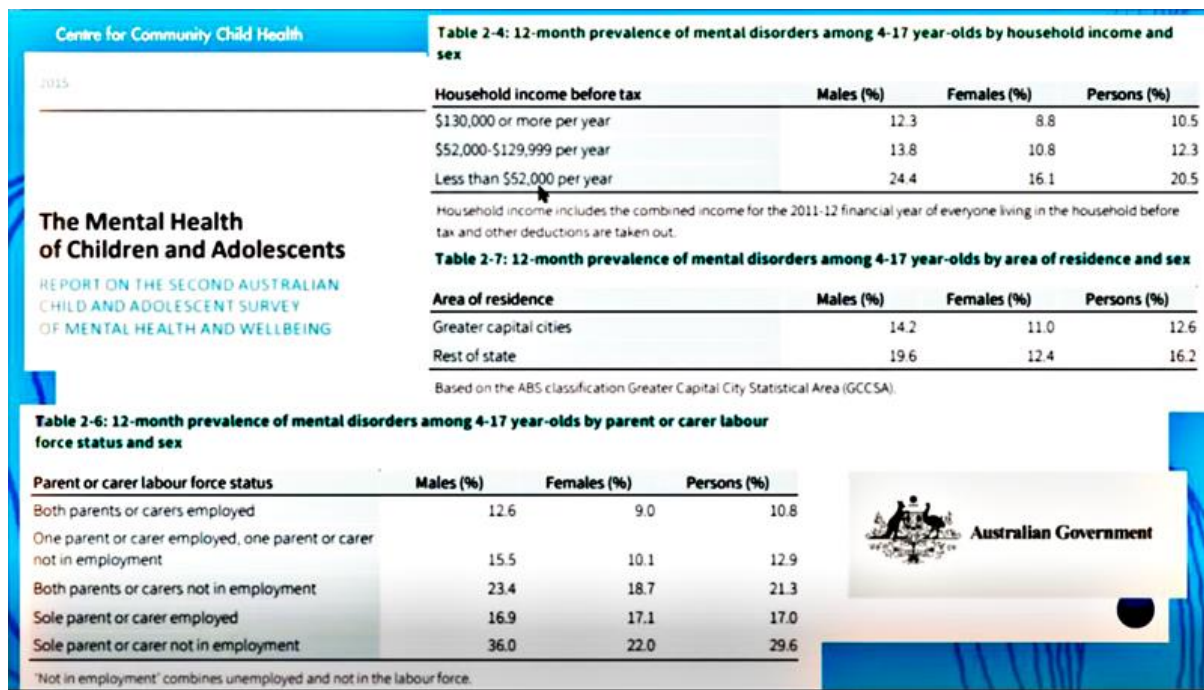 Centre for Community Child Health
2015
The Mental Health
of Children and Adolescents
REPORT ON THE SECOND AUSTRALIAN
CHILD AND ADOLESCENT SURVEY
OF MENTAL HEALTH AND WELLBEING
Table 2-4: 12-month prevalence of mental disorders among 4-17 year-olds by household income and
sex
Household income before tax Males (%) Females (%) Persons (%)
$130,000 or more per year 12.3 8.8 10.5
$52,000-$129,999 per year 13.8 10.8 12.3
Less than $52,000 per year 24.4 16.1 20.5
Household income includes the combined income for the 2011-12 financial year of everyone living in the household before
tax and other deductions are taken out.
Table 2-7: 12-month prevalence of mental disorders among 4-17 year-olds by area of residence and sex
Area of residence Males (%) Females (%) Persons (%)
Greater capital cities 14.2 11.0 12.6
Rest of state 19.6 12.4 16.2
Based on the ABS classification Greater Capital City Statistical Area (GCCSA).
Table 2-6: 12-month prevalence of mental disorders among 4-17 year-olds by parent or carer labour
force status and sex
Parent or carer labour force status Males (%) Females (%) Persons (%)
Both parents or carers employed 12.6 9.0 10.8
One parent or carer employed, one parent or carer
not in employment 15.5 10.1 12.9
Both parents or carers not in employment 23.4 18.7 21.3
Sole parent or carer employed 16.9 17.1 17.0
Sole parent or carer not in employment 36.0 22.0 29.6
'Not in employment' combines unemployed and not in the labour force.
Australian Government